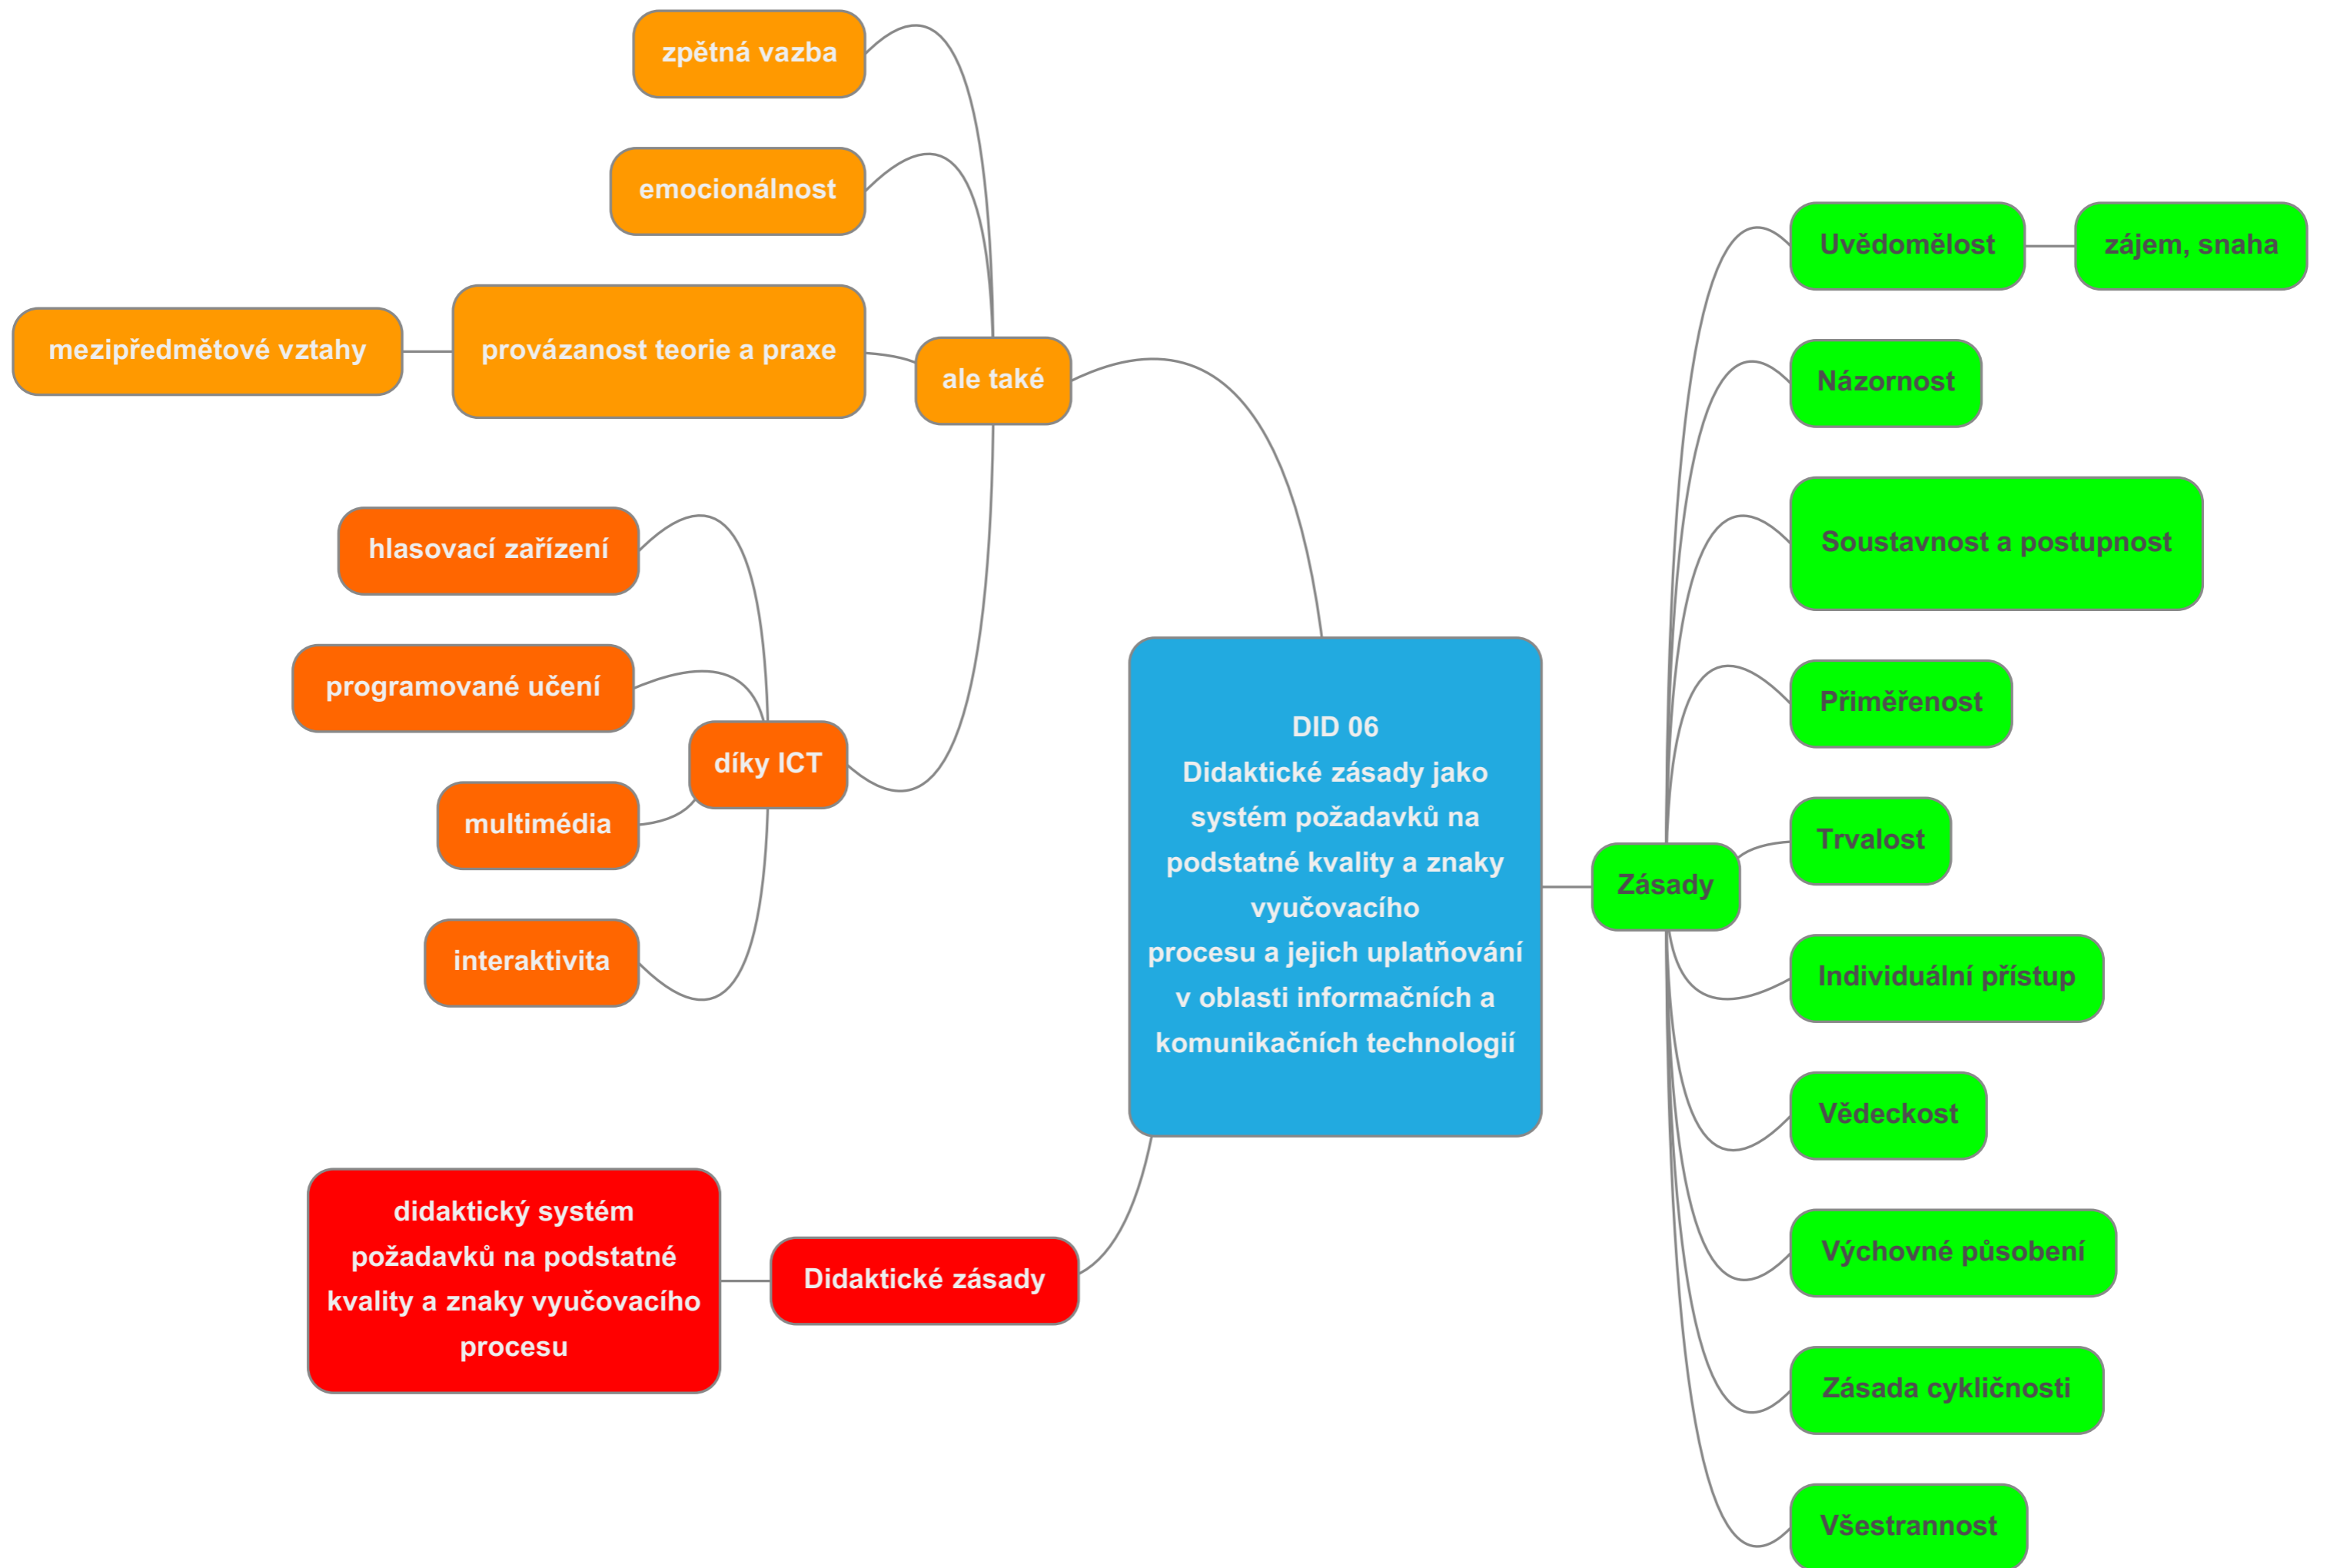 zpětná vazba
emocionálnost
mezipředmětové vztahy
provázanost teorie a praxe
ale také
hlasovací zařízení
programované učení
díky ICT
multimédia
interaktivita
DID 06
Didaktické zásady jako
systém požadavků na
podstatné kvality a znaky
vyučovacího
procesu a jejich uplatňování
v oblasti informačních a
komunikačních technologií
didaktický systém
požadavků na podstatné
kvality a znaky vyučovacího
procesu
Didaktické zásady
Zásady
Uvědomělost
zájem, snaha
Názornost
Soustavnost a postupnost
Přiměřenost
Trvalost
Individuální přístup
Vědeckost
Výchovné působení
Zásada cykličnosti
Všestrannost